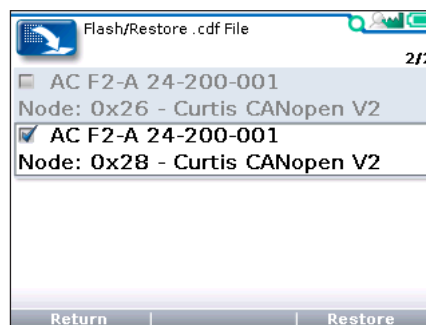 Flash/Restore .cdf File
2/2
AC F2-A 24-200-001
Node: 0x26 - Curtis CANopen V2
AC F2-A 24-200-001
Node: 0x28 - Curtis CANopen V2
Return | | Restore